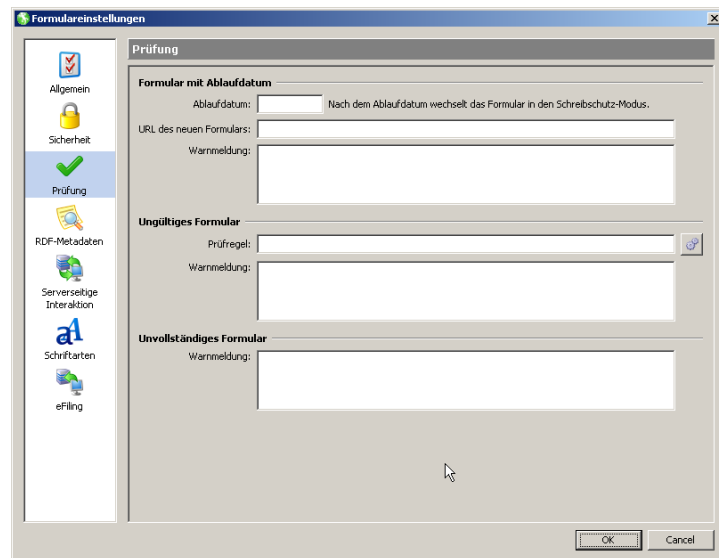 Formulareinstellungen
Allgemein
Sicherheit
Prüfung
RDF-Metadaten
Serverseitige
Interaktion
Schriftarten
eFiling
Prüfung
Formular mit Ablaufdatum
Ablaufdatum: Nach dem Ablaufdatum wechselt das Formular in den Schreibschutz-Modus.
URL des neuen Formulars:
Warnmeldung:
Ungültiges Formular
Prüfregel:
Warnmeldung:
Unvollständiges Formular
Warnmeldung:
OK Cancel